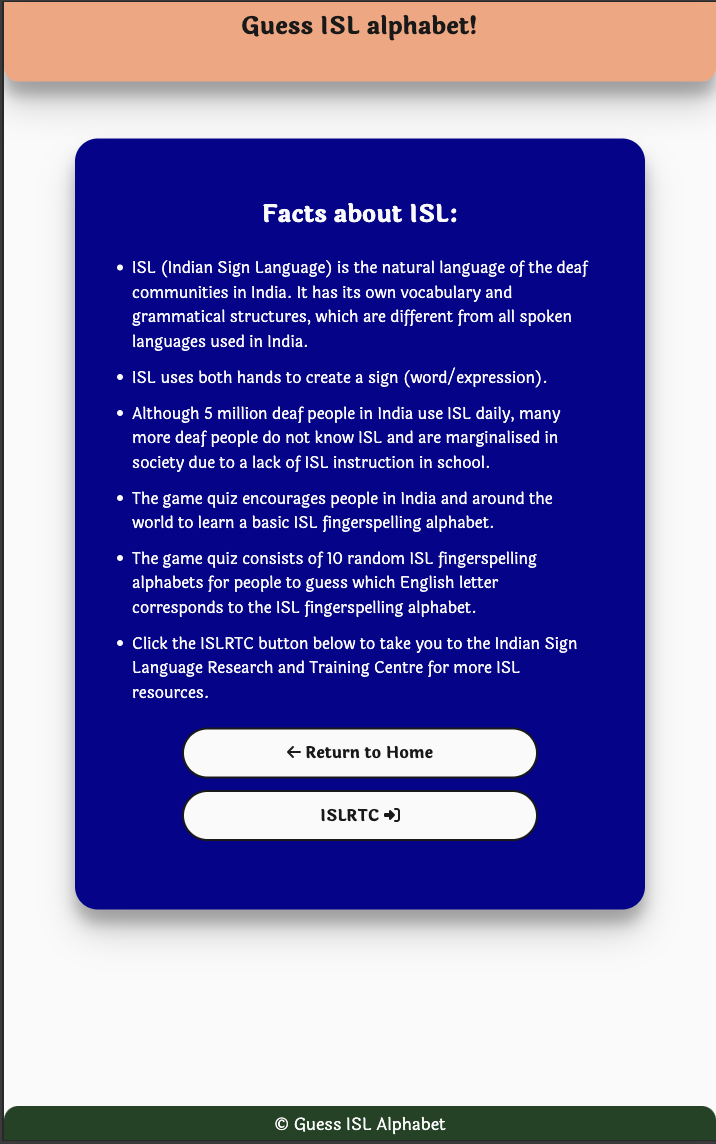 Guess ISL alphabet!
Facts about ISL:
• ISL (Indian Sign Language) is the natural language of the deaf
communities in India. It has its own vocabulary and
grammatical structures, which are different from all spoken
languages used in India.
• ISL uses both hands to create a sign (word/expression).
• Although 5 million deaf people in India use ISL daily, many
more deaf people do not know ISL and are marginalised in
society due to a lack of ISL instruction in school.
• The game quiz encourages people in India and around the
world to learn a basic ISL fingerspelling alphabet.
• The game quiz consists of 10 random ISL fingerspelling
alphabets for people to guess which English letter
corresponds to the ISL fingerspelling alphabet.
• Click the ISLRTC button below to take you to the Indian Sign
Language Research and Training Centre for more ISL
resources.
← Return to Home
ISLRTC
© Guess ISL Alphabet